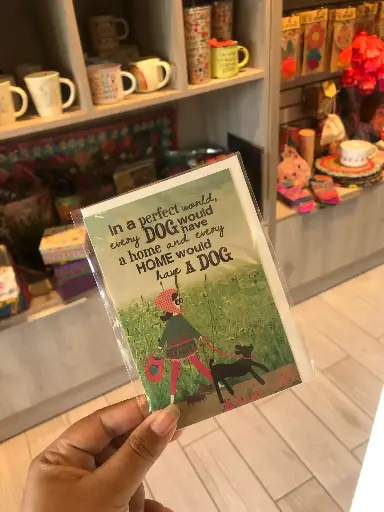 In a perfect world,
every DOG would
have
a home and every
HOME would
have A DOG